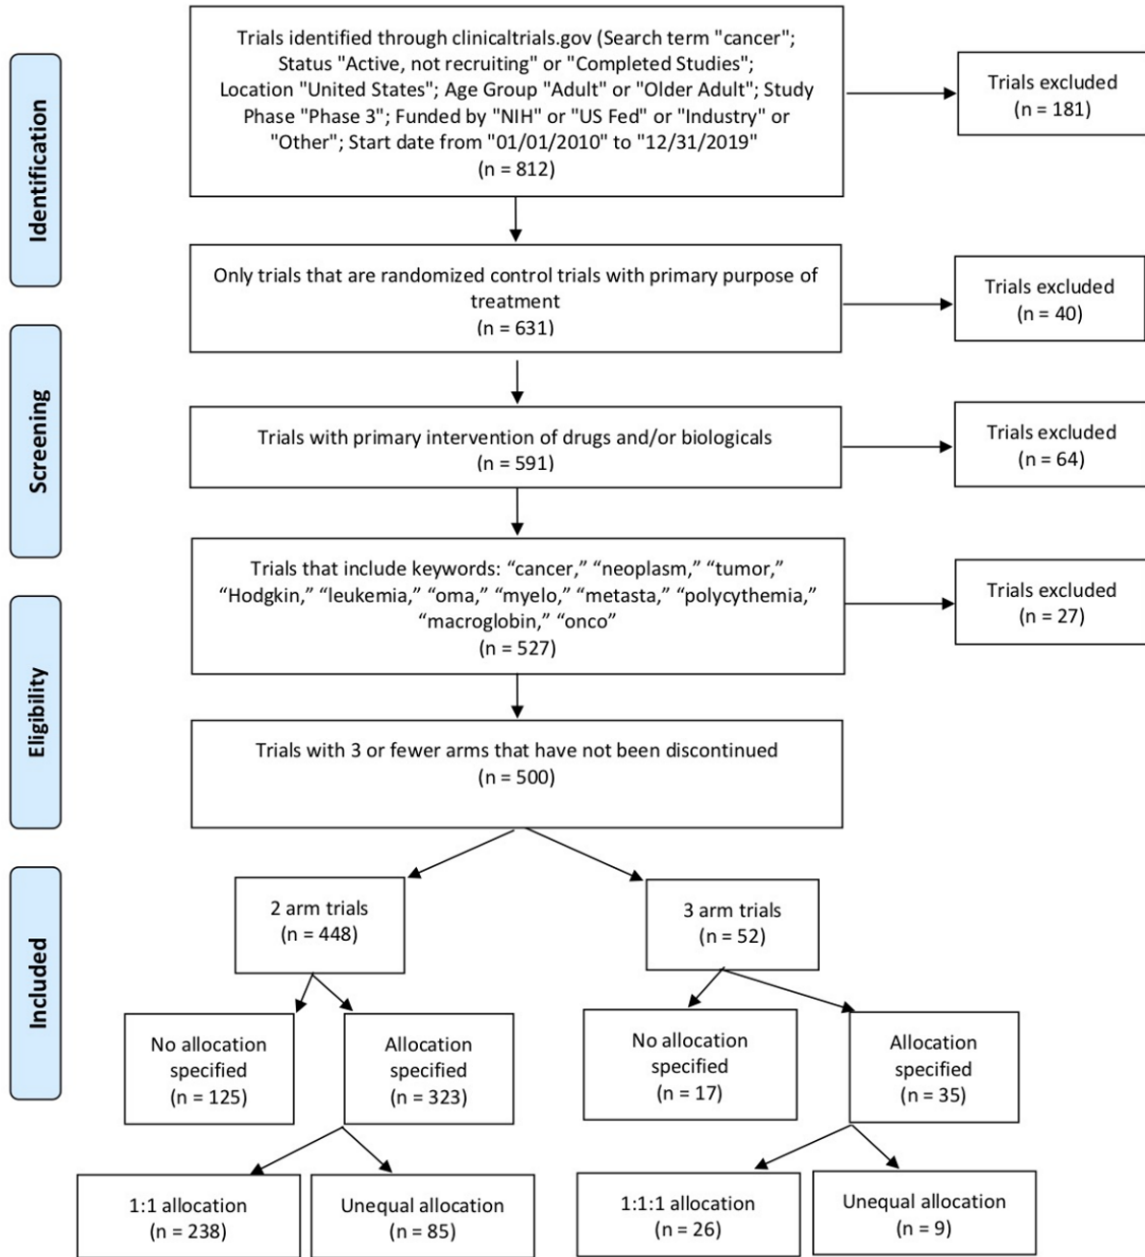 Trials identified through clinicaltrials.gov (Search term "cancer";
Status "Active, not recruiting" or "Completed Studies";
Location "United States"; Age Group "Adult" or "Older Adult"; Study
Phase "Phase 3"; Funded by "NIH" or "US Fed" or "Industry" or
"Other"; Start date from "01/01/2010" to "12/31/2019"
(n = 812)
Trials excluded
(n = 181)
Identification
Only trials that are randomized control trials with primary purpose of
treatment
(n = 631)
Trials excluded
(n = 40)
Screening
Trials with primary intervention of drugs and/or biologicals
(n = 591)
Trials excluded
(n = 64)
Trials that include keywords: “cancer,” “neoplasm,” “tumor,”
“Hodgkin,” “leukemia,” “oma,” “myelo,” “metasta,” “polycythemia,”
“macroglobin,” “onco”
(n = 527)
Trials excluded
(n = 27)
Eligibility
Trials with 3 or fewer arms that have not been discontinued
(n = 500)
Included
2 arm trials
(n = 448)
3 arm trials
(n = 52)
No allocation
specified
(n = 125)
Allocation
specified
(n = 323)
No allocation
specified
(n = 17)
Allocation
specified
(n = 35)
1:1 allocation
(n = 238)
Unequal allocation
(n = 85)
1:1:1 allocation
(n = 26)
Unequal allocation
(n = 9)